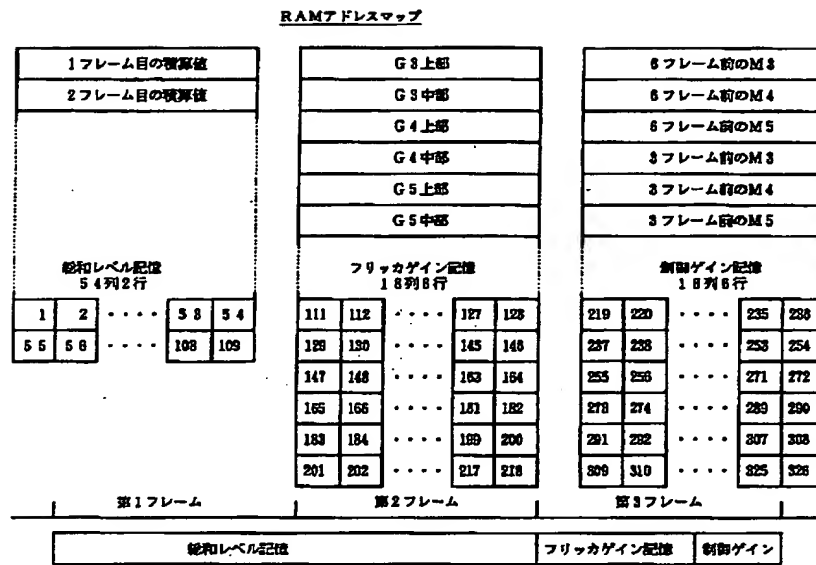 RAMアドレスマップ
1フレーム目の積算値
2フレーム目の積算値
G3上部
G3中部
G4上部
G4中部
G5上部
G5中部
6フレーム前のM3
6フレーム前のM4
6フレーム前のM5
3フレーム前のM3
3フレーム前のM4
3フレーム前のM5
総和レベル記憶
54列2行
1 2 ････ 53 54
55 56 ････ 108 109
フリッカゲイン記憶
18列6行
111 112 ････ 127 128
129 130 ････ 145 146
147 148 ････ 163 164
165 166 ････ 181 182
183 184 ････ 199 200
201 202 ････ 217 218
制御ゲイン記憶
18列6行
219 220 ････ 235 236
237 238 ････ 253 254
255 256 ････ 271 272
273 274 ････ 289 290
291 292 ････ 307 308
309 310 ････ 325 326
第1フレーム
第2フレーム
第3フレーム
総和レベル記憶
フリッカゲイン記憶
制御ゲイン